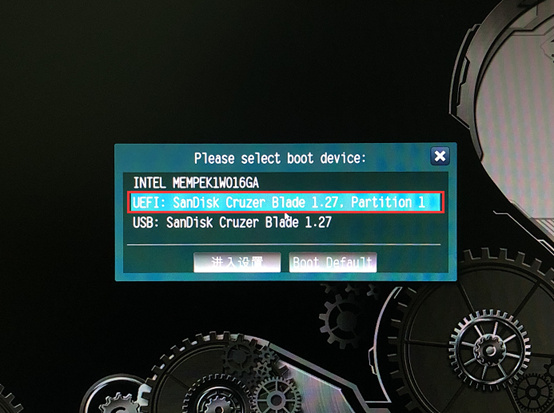 Please select boot device:
INTEL MEMPEK1W016GA
UEFI: SanDisk Cruzer Blade 1.27, Partition 1
USB: SanDisk Cruzer Blade 1.27
进入设置
Boot Default